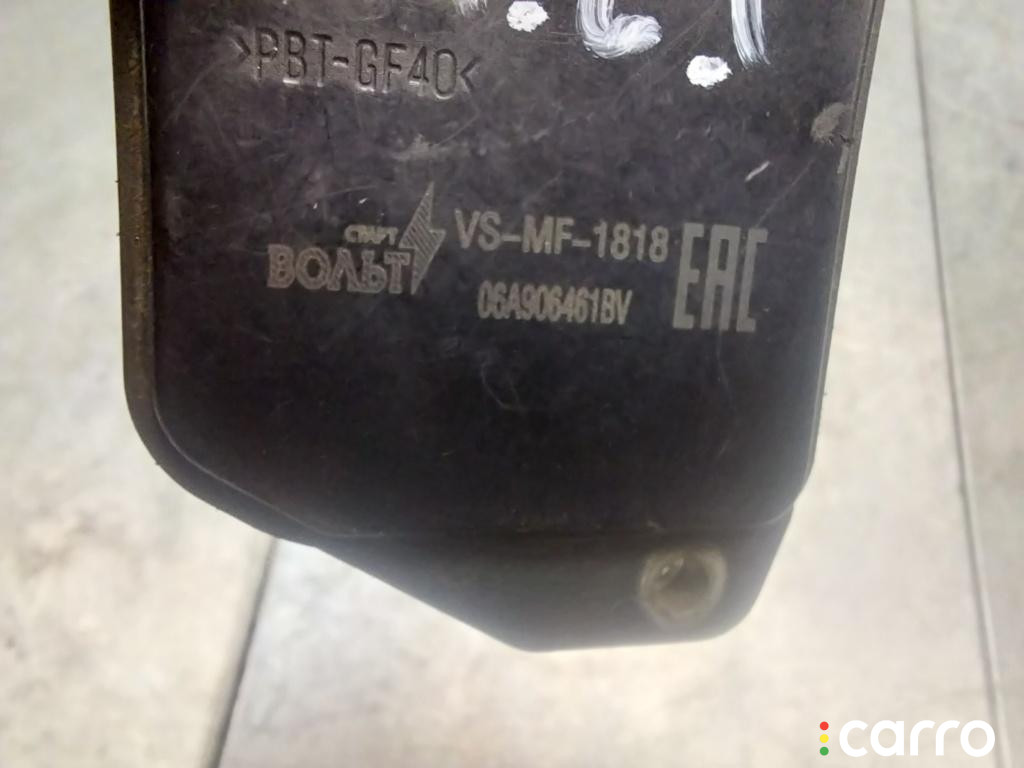 >PBT-GF40<
СТАРТ
ВОЛЬТ
VS-MF-1818
06A906461BV
EAC
carro